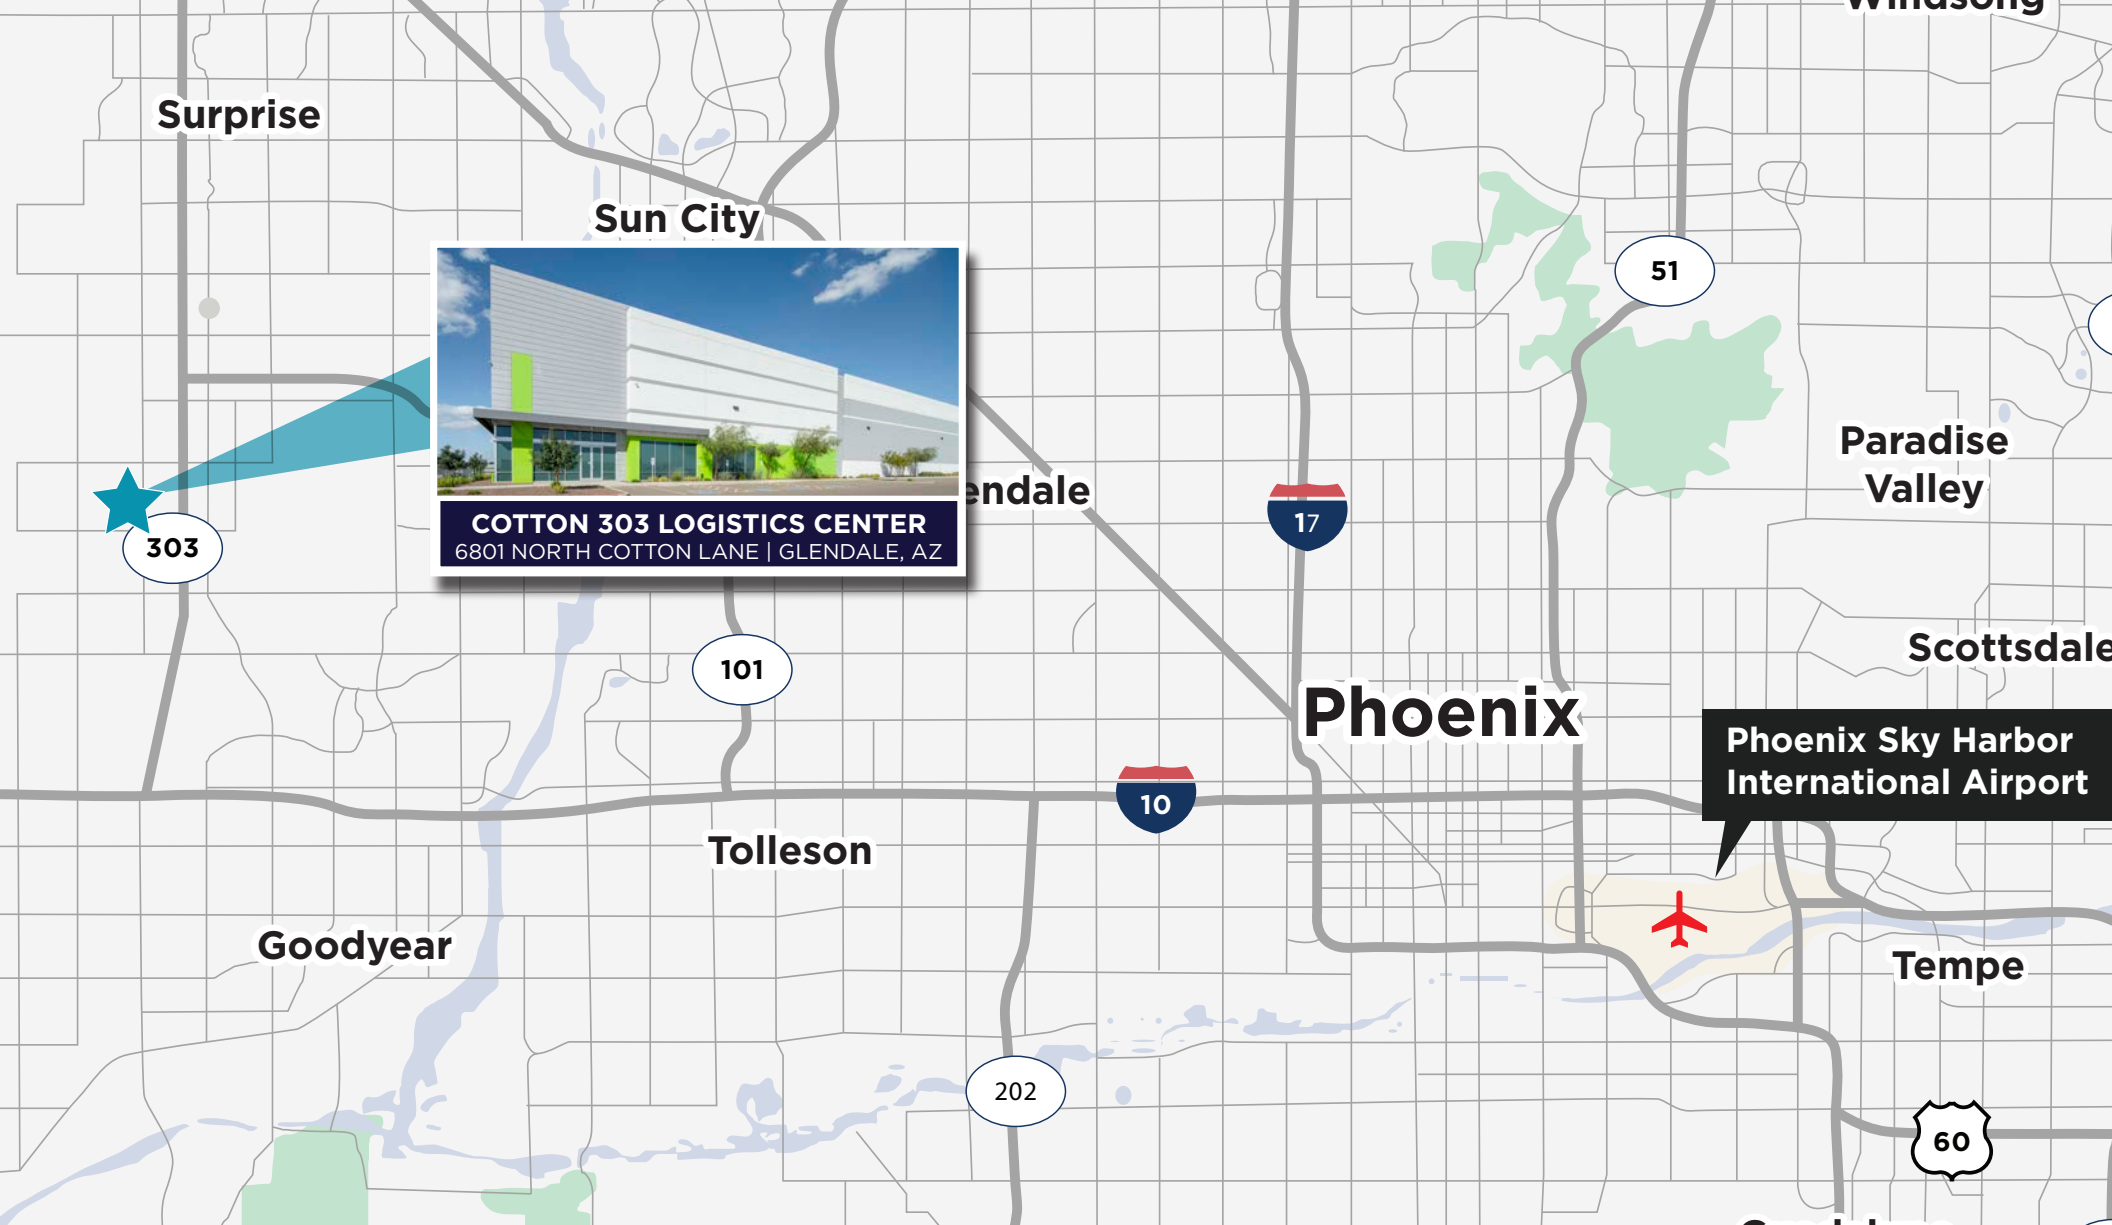 Windsong
Surprise
Sun City
51
Paradise
Valley
endale
17
COTTON 303 LOGISTICS CENTER
6801 NORTH COTTON LANE | GLENDALE, AZ
303
Scottsdale
101
Phoenix
Phoenix Sky Harbor
International Airport
10
Tolleson
Goodyear
Tempe
202
60